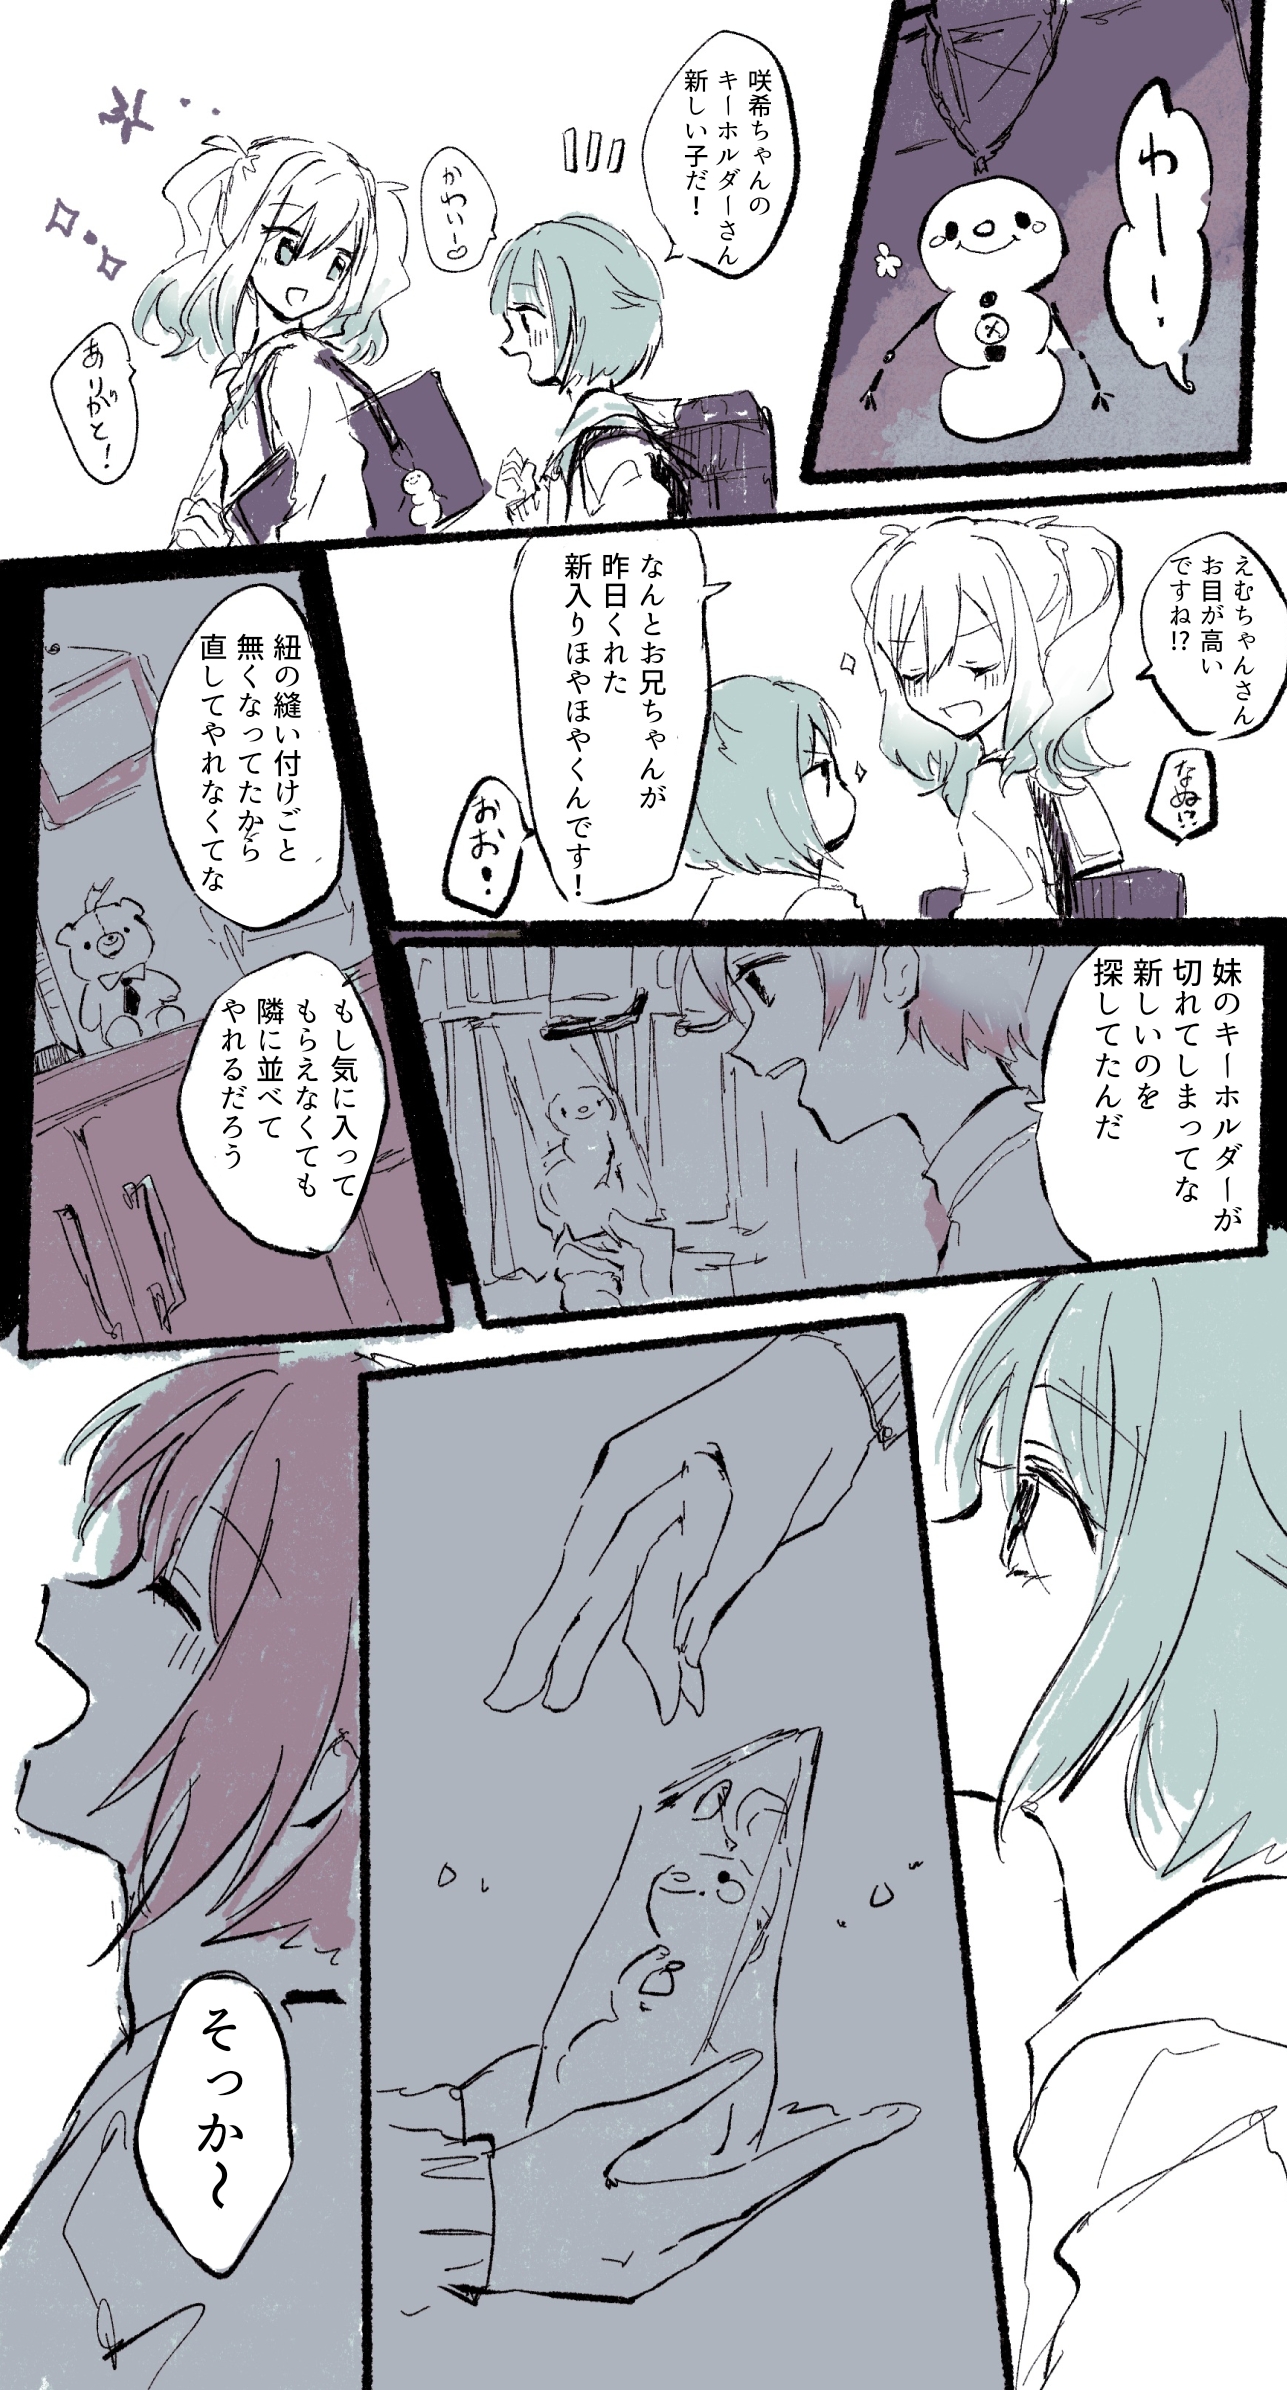 わーー!
咲希ちゃんの
キーホルダーさん
新しい子だ!
かわい〜♡
ありがと!
えむちゃんさん
お目が高い
ですね!?
なぬ!?
なんとお兄ちゃんが
昨日くれた
新入りほやほやくんです!
おお!
妹のキーホルダーが
切れてしまってな
新しいのを
探してたんだ
紐の縫い付けごと
無くなってたから
直してやれなくてな
もし気に入って
もらえなくても
隣に並べて
やれるだろう
そっか〜